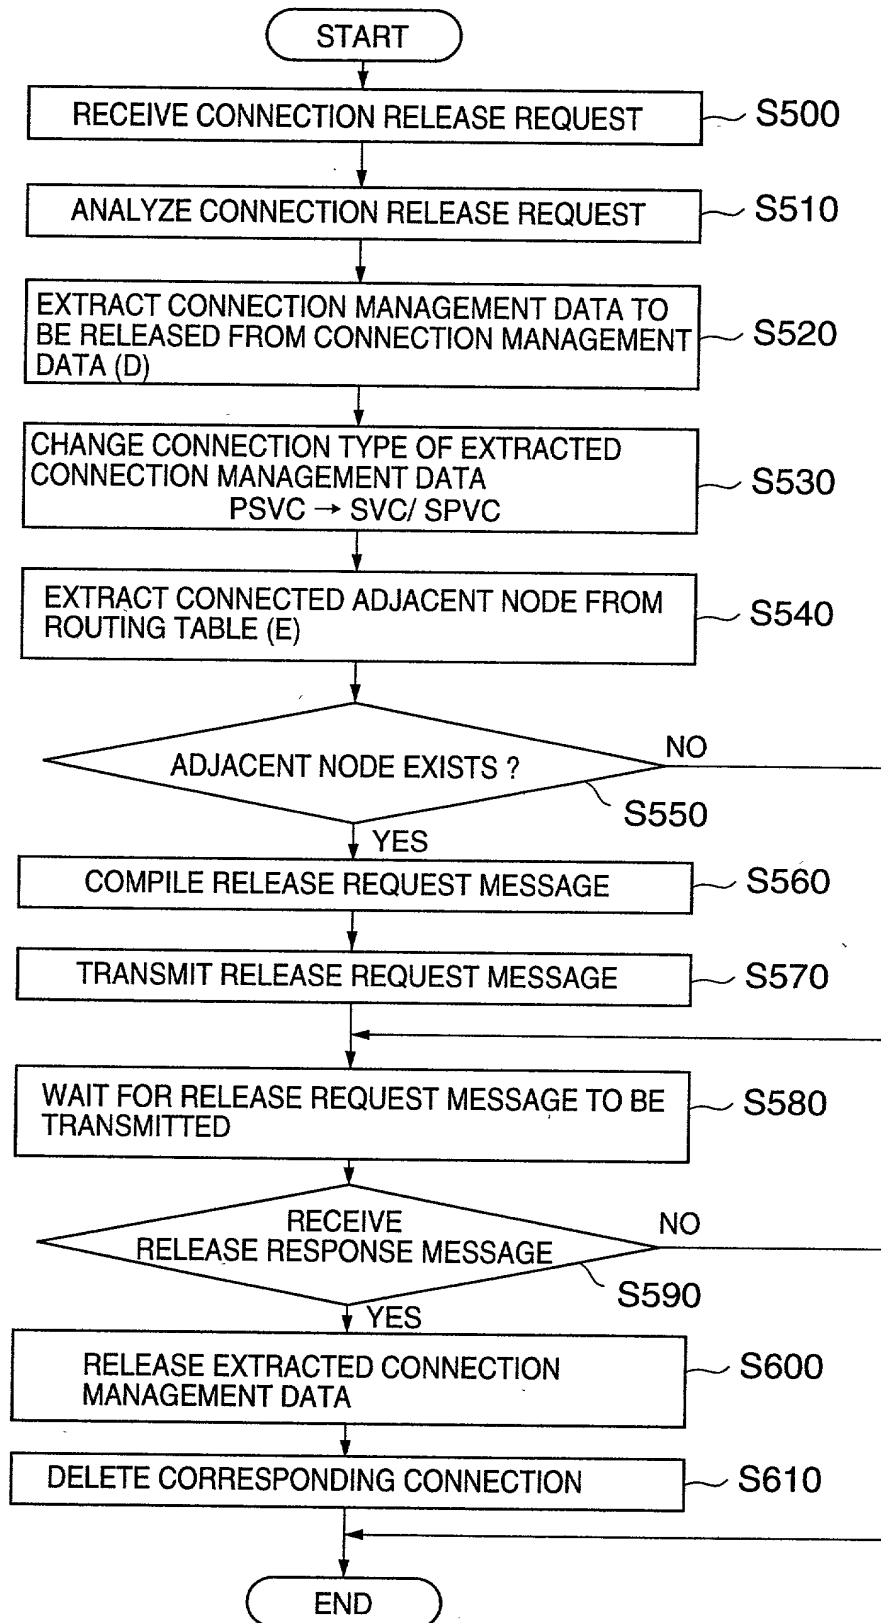 START
RECEIVE CONNECTION RELEASE REQUEST
S500
ANALYZE CONNECTION RELEASE REQUEST
S510
EXTRACT CONNECTION MANAGEMENT DATA TO
BE RELEASED FROM CONNECTION MANAGEMENT
DATA (D)
S520
CHANGE CONNECTION TYPE OF EXTRACTED
CONNECTION MANAGEMENT DATA
PSVC → SVC/ SPVC
S530
EXTRACT CONNECTED ADJACENT NODE FROM
ROUTING TABLE (E)
S540
ADJACENT NODE EXISTS ?
NO
S550
YES
COMPILE RELEASE REQUEST MESSAGE
S560
TRANSMIT RELEASE REQUEST MESSAGE
S570
WAIT FOR RELEASE REQUEST MESSAGE TO BE
TRANSMITTED
S580
RECEIVE
RELEASE RESPONSE MESSAGE
NO
S590
YES
RELEASE EXTRACTED CONNECTION
MANAGEMENT DATA
S600
DELETE CORRESPONDING CONNECTION
S610
END